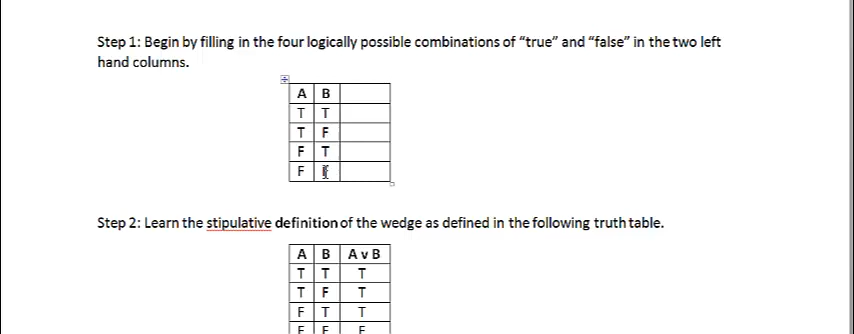 Step 1: Begin by filling in the four logically possible combinations of “true” and “false” in the two left
hand columns.
A B
T T
T F
F T
F
Step 2: Learn the stipulative definition of the wedge as defined in the following truth table.
A B A v B
T T T
T F T
F T T
F F F